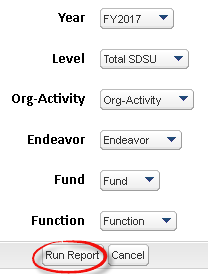 Year FY2017
Level Total SDSU
Org-Activity Org-Activity
Endeavor Endeavor
Fund Fund
Function Function
Run Report Cancel